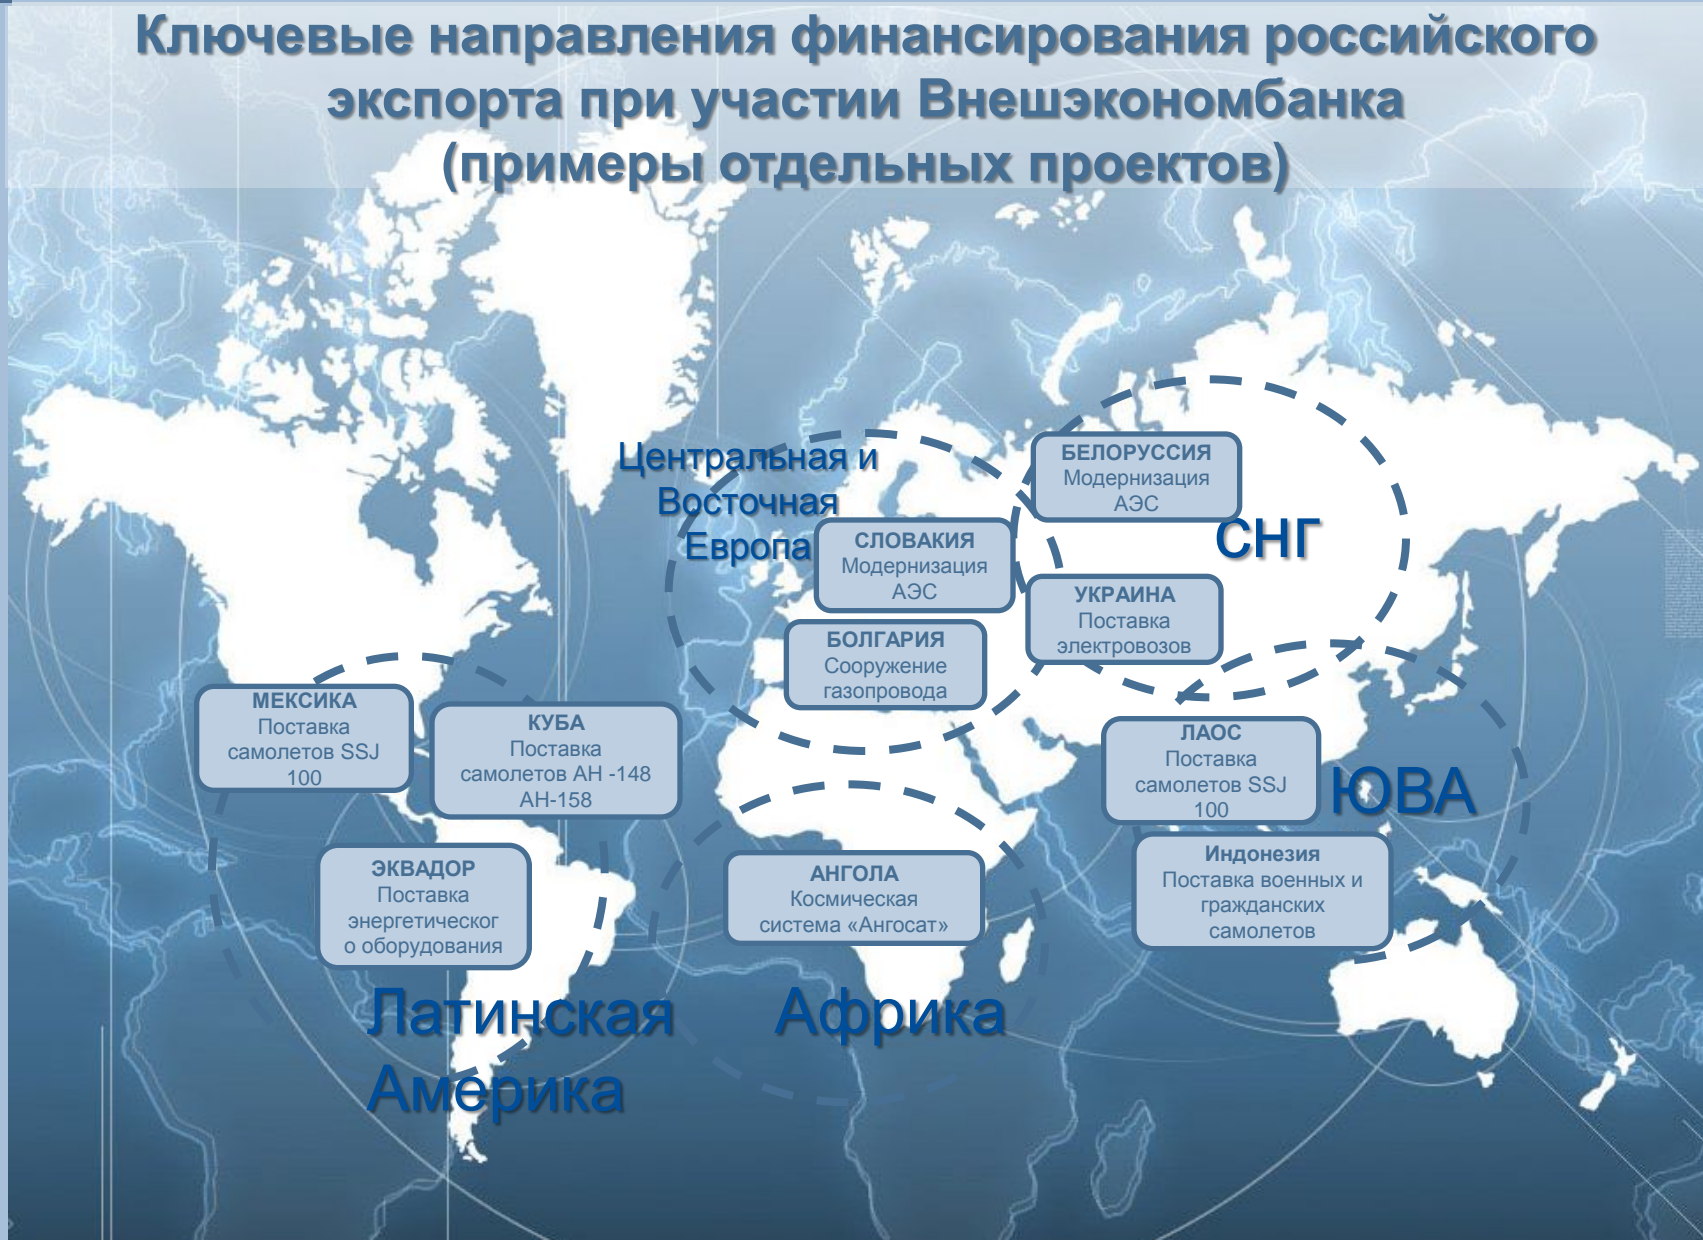 Ключевые направления финансирования российского
экспорта при участии Внешэкономбанка
(примеры отдельных проектов)
Центральная и
Восточная
Европа
БЕЛОРУССИЯ
Модернизация
АЭС
СНГ
СЛОВАКИЯ
Модернизация
АЭС
УКРАИНА
Поставка
электровозов
БОЛГАРИЯ
Сооружение
газопровода
МЕКСИКА
Поставка
самолетов SSJ
100
КУБА
Поставка
самолетов АН -148
АН-158
ЛАОС
Поставка
самолетов SSJ
100
ЮВА
ЭКВАДОР
Поставка
энергетическог
о оборудования
АНГОЛА
Космическая
система «Ангосат»
Индонезия
Поставка военных и
гражданских
самолетов
Латинская
Америка
Африка